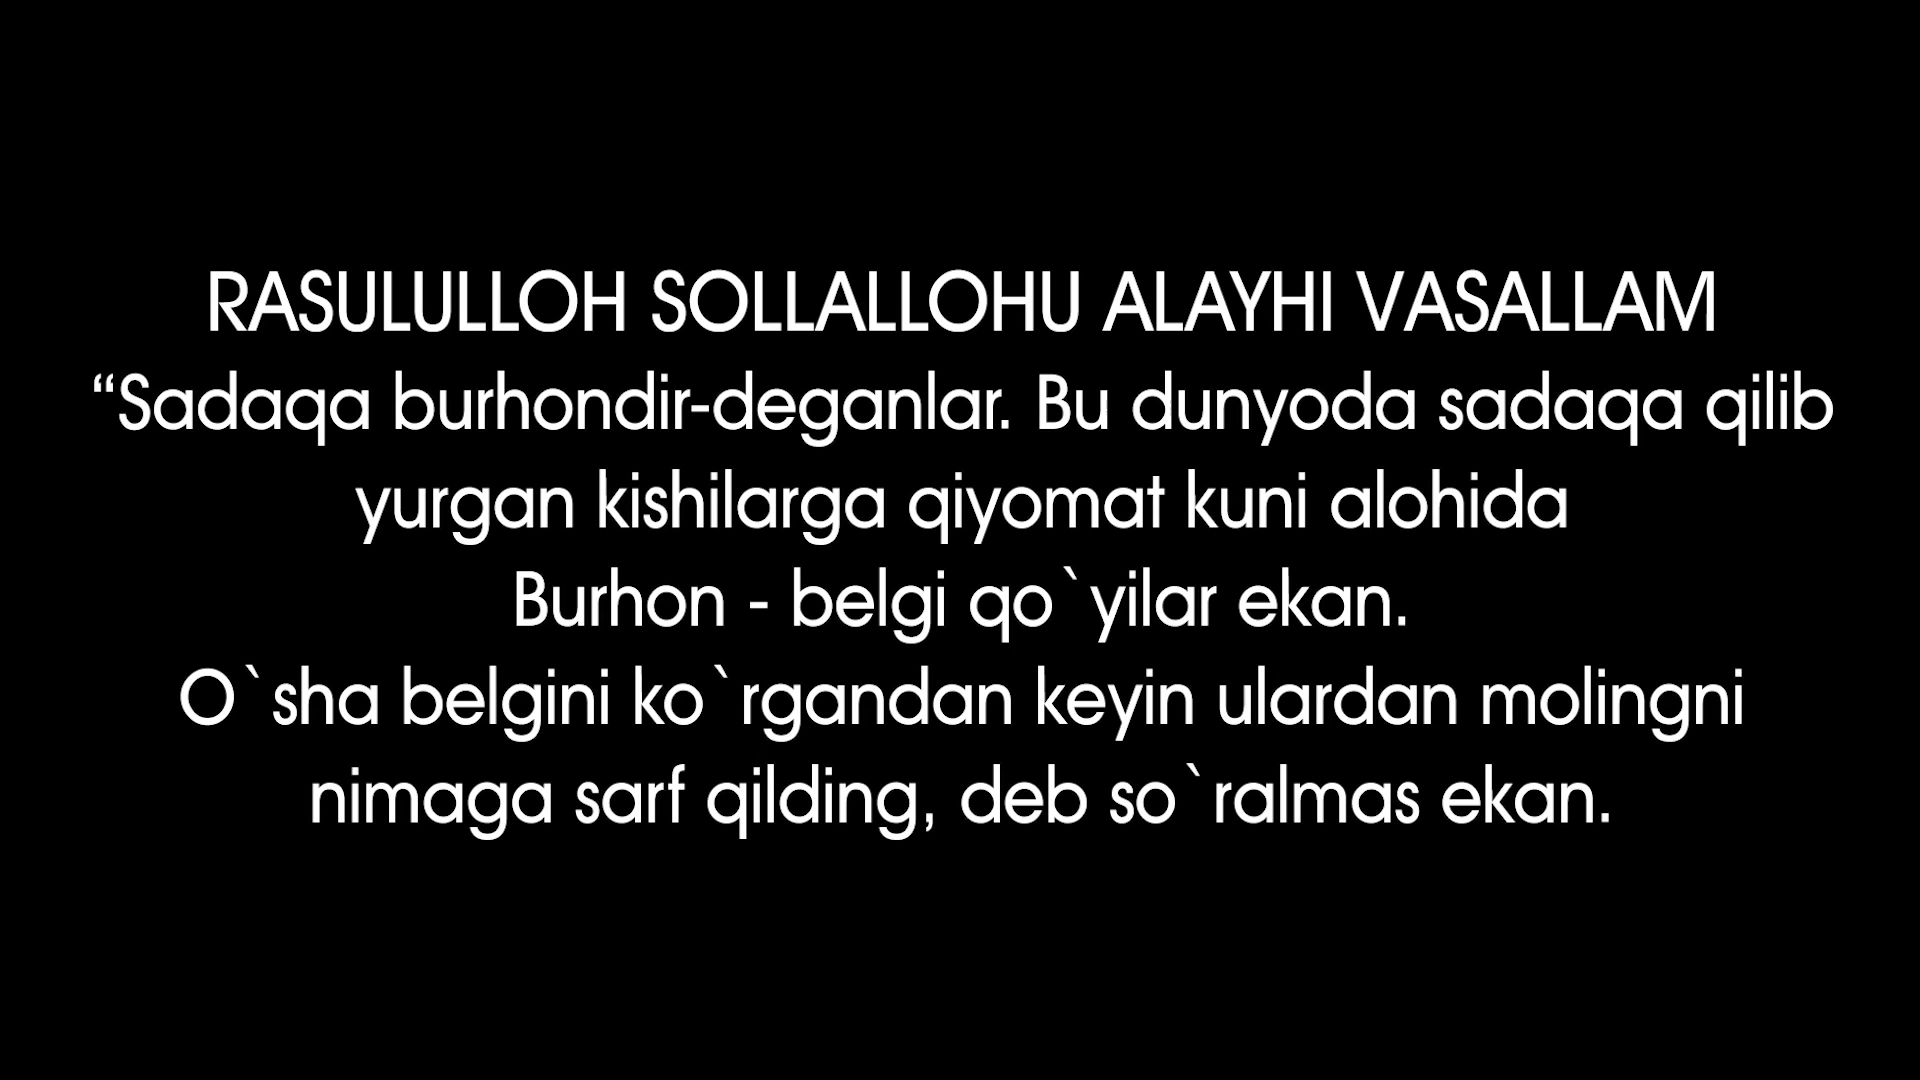 RASULULLOH SOLLALLOHU ALAYHI VASALLAM
“Sadaqa burhondir-deganlar. Bu dunyoda sadaqa qilib
yurgan kishilarga qiyomat kuni alohida
Burhon - belgi qo`yilar ekan.
O`sha belgini ko`rgandan keyin ulardan molingni
nimaga sarf qilding, deb so`ralmas ekan.